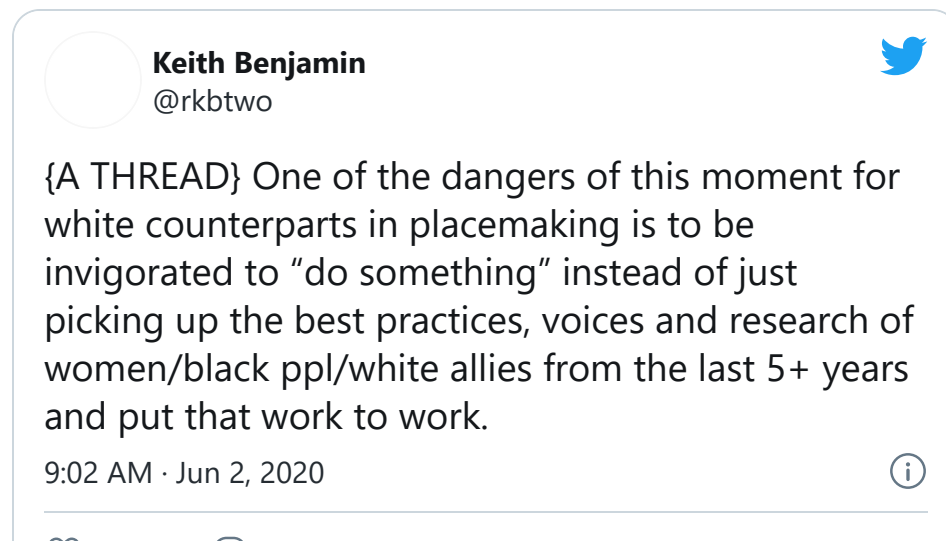 Keith Benjamin
@rkbtwo
{A THREAD} One of the dangers of this moment for
white counterparts in placemaking is to be
invigorated to “do something” instead of just
picking up the best practices, voices and research of
women/black ppl/white allies from the last 5+ years
and put that work to work.
9:02 AM · Jun 2, 2020